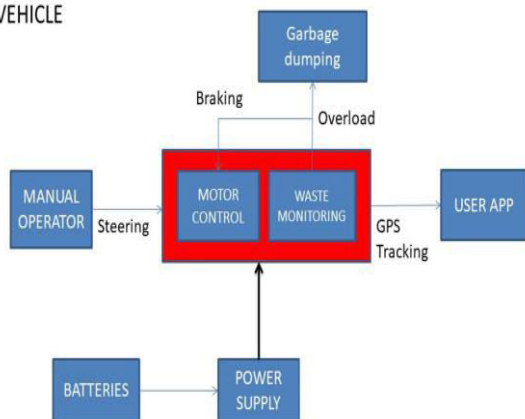 VEHICLE
Garbage
dumping
Braking
Overload
MANUAL
OPERATOR
Steering
MOTOR
CONTROL
WASTE
MONITORING
GPS
Tracking
USER APP
BATTERIES
POWER
SUPPLY